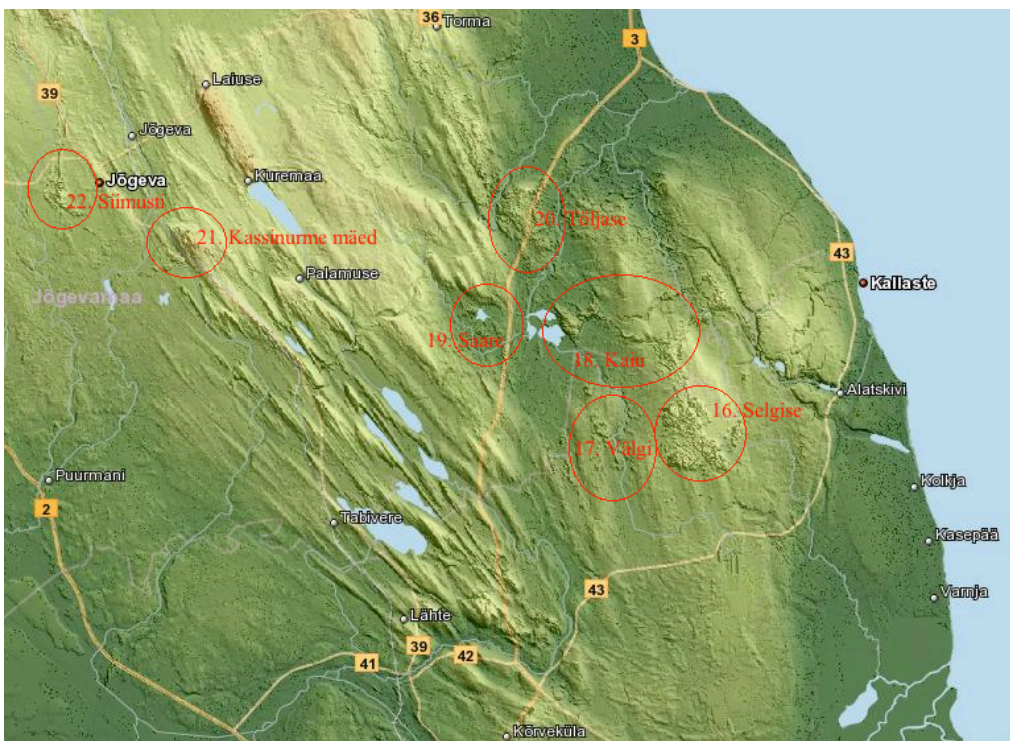 36
Torma
3
Laiuse
39
Jõgeva
Jõgeva
Kuremaa
22. Siimusti
20. Tõljase
21. Kassinurme mäed
43
Palamuse
Kallaste
Jõgevamaa
19. Saare
18. Kaiu
Alatskivi
16. Selgise
17. Välgi
Puurmani
Kolkja
2
Tabivere
Kasepää
43
Varnja
Lähte
39
42
41
Kõrveküla